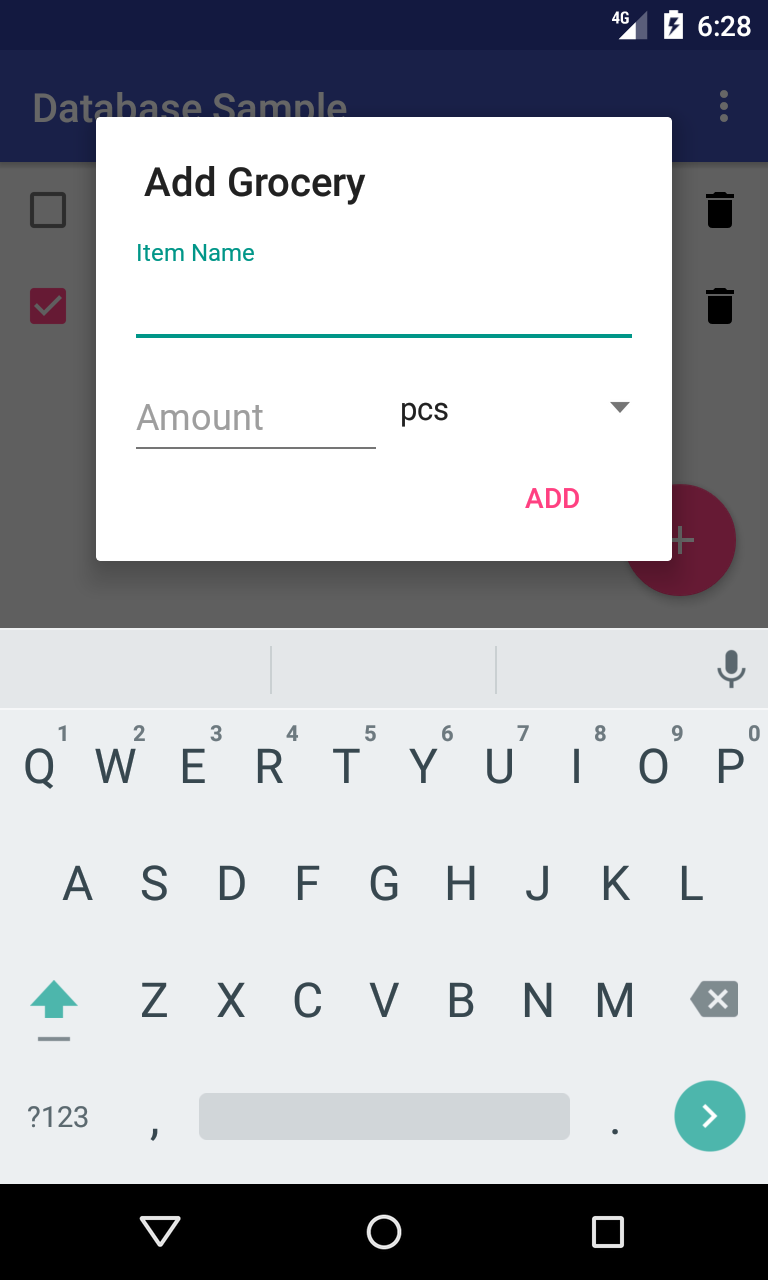 4G 6:28
Database Sample
Add Grocery
Item Name
Amount pcs
ADD
1 2 3 4 5 6 7 8 9 0
Q W E R T Y U I O P
A S D F G H J K L
Z X C V B N M
?123 , .